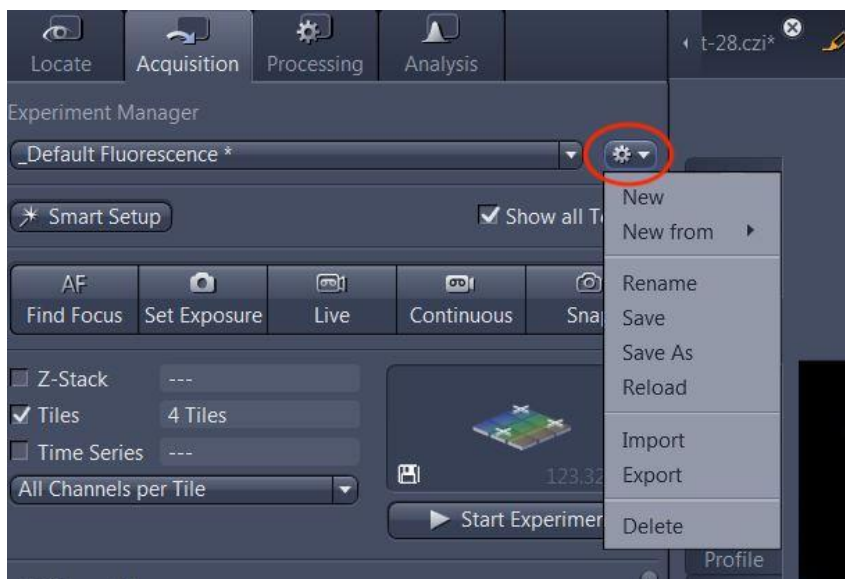 Locate Acquisition Processing Analysis
t-28.czi*
Experiment Manager
_Default Fluorescence *
Smart Setup
Show all T
New
New from
Rename
Save
Save As
Reload
Import
Export
Delete
AF
Find Focus Set Exposure Live Continuous Sna
Z-Stack ---
Tiles 4 Tiles
Time Series ---
All Channels per Tile
123.32
Start Experimen
Profile